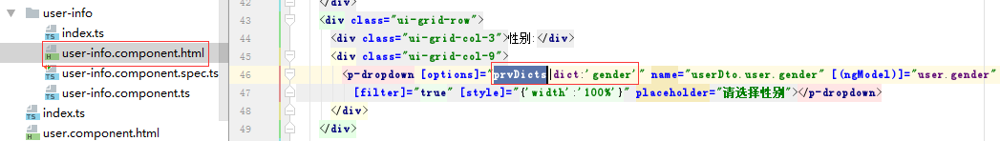 user-info
index.ts
user-info.component.html
user-info.component.spec.ts
user-info.component.ts
index.ts
user.component.html
42 </div>
43 <div class="ui-grid-row">
44 <div class="ui-grid-col-3">性别:</div>
45 <div class="ui-grid-col-9">
46 <p-dropdown [options]="prvDicts|dict:'gender'" name="userDto.user.gender" [(ngModel)]="user.gender"
47 [filter]="true" [style]="{'width':'100%'}" placeholder="请选择性别"></p-dropdown>
48 </div>
49 </div>